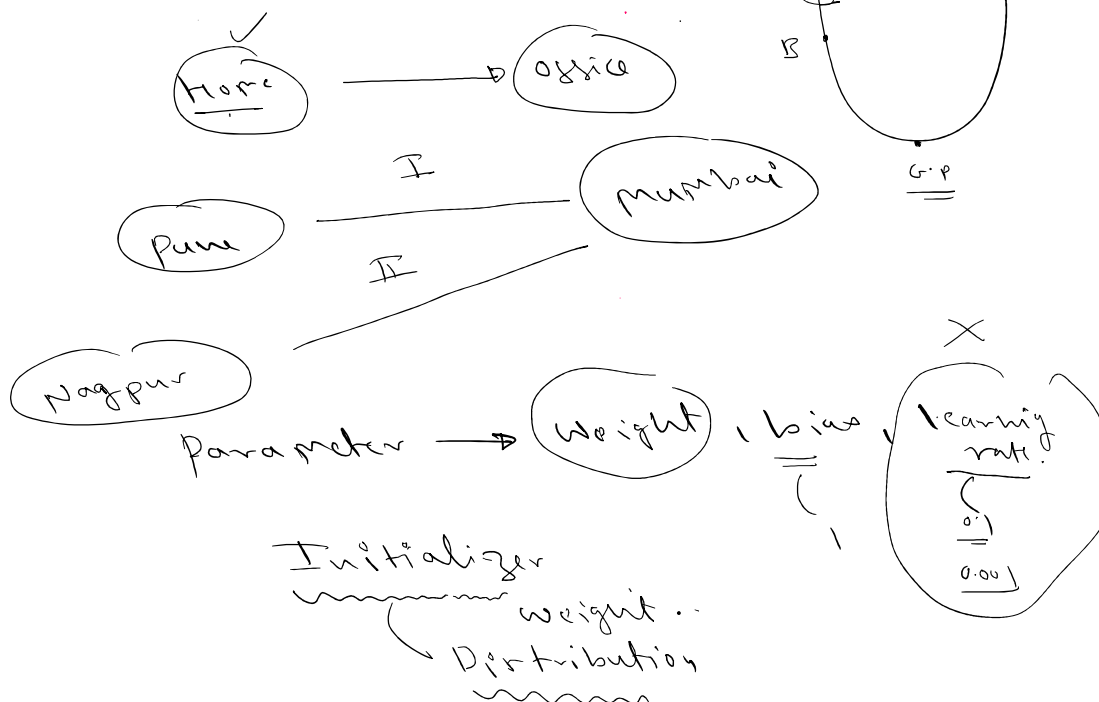 Home
Office
B
I
Mumbai
G.P
Pune
II
Nagpur
Parameter → Weight, bias, learning rate.
0.1
0.001
Initializer
weight ..
Distribution